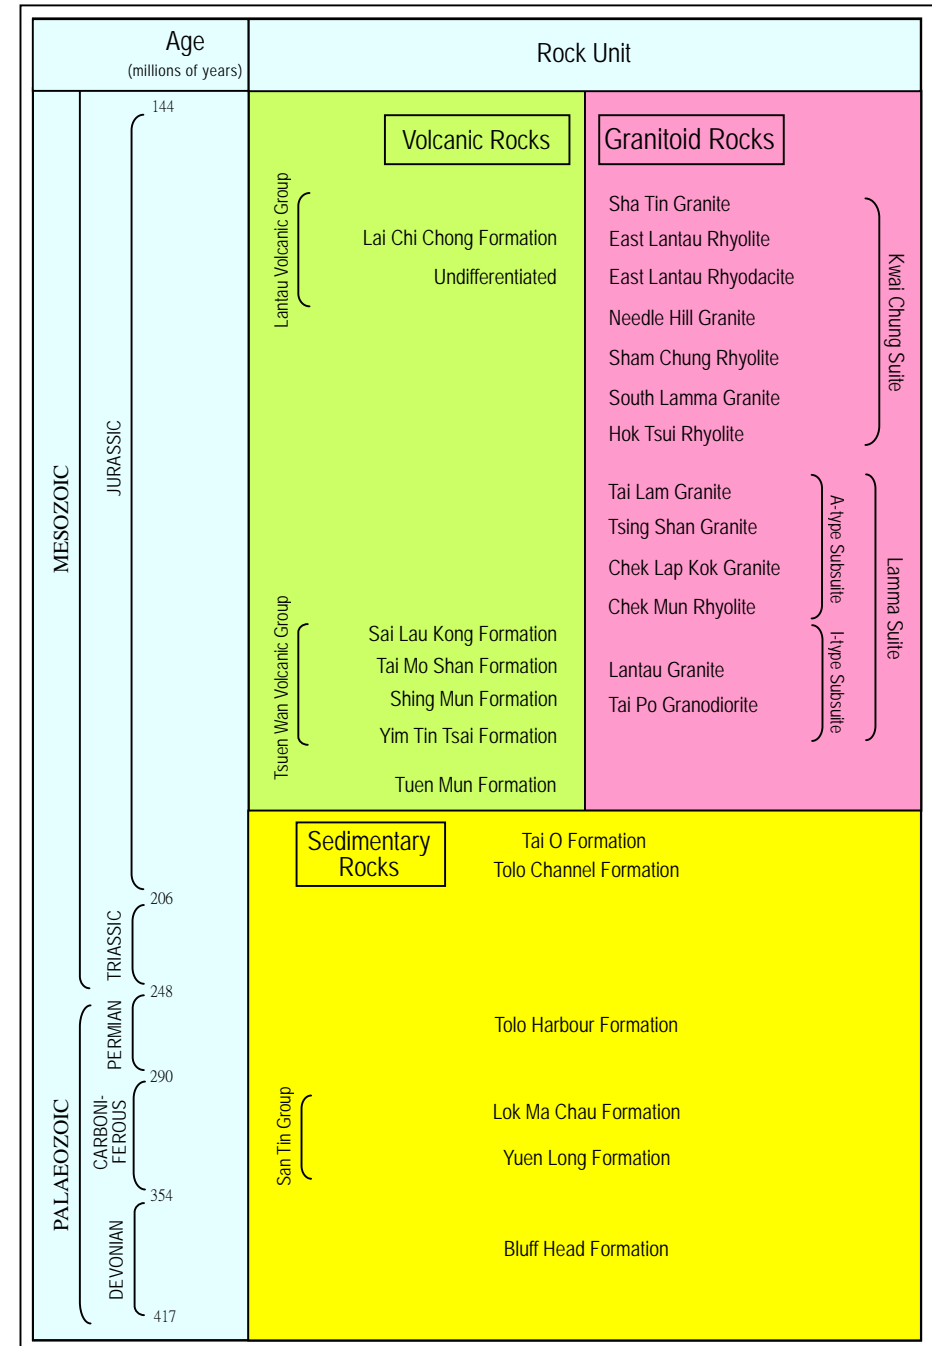 Age
(millions of years)
Rock Unit
144
Volcanic Rocks
Granitoid Rocks
Lantau Volcanic Group
Lai Chi Chong Formation
Undifferentiated
Sha Tin Granite
East Lantau Rhyolite
East Lantau Rhyodacite
Needle Hill Granite
Sham Chung Rhyolite
South Lamma Granite
Hok Tsui Rhyolite
Kwai Chung Suite
MESOZOIC
JURASSIC
Tai Lam Granite
Tsing Shan Granite
Chek Lap Kok Granite
Chek Mun Rhyolite
A-type Subsuite
Lamma Suite
Tsuen Wan Volcanic Group
Sai Lau Kong Formation
Tai Mo Shan Formation
Shing Mun Formation
Yim Tin Tsai Formation
Tuen Mun Formation
Lantau Granite
Tai Po Granodiorite
I-type Subsuite
Sedimentary
Rocks
Tai O Formation
Tolo Channel Formation
206
TRIASSIC
248
PERMIAN
Tolo Harbour Formation
290
PALAEOZOIC
CARBONI-
FEROUS
San Tin Group
Lok Ma Chau Formation
Yuen Long Formation
354
DEVONIAN
Bluff Head Formation
417